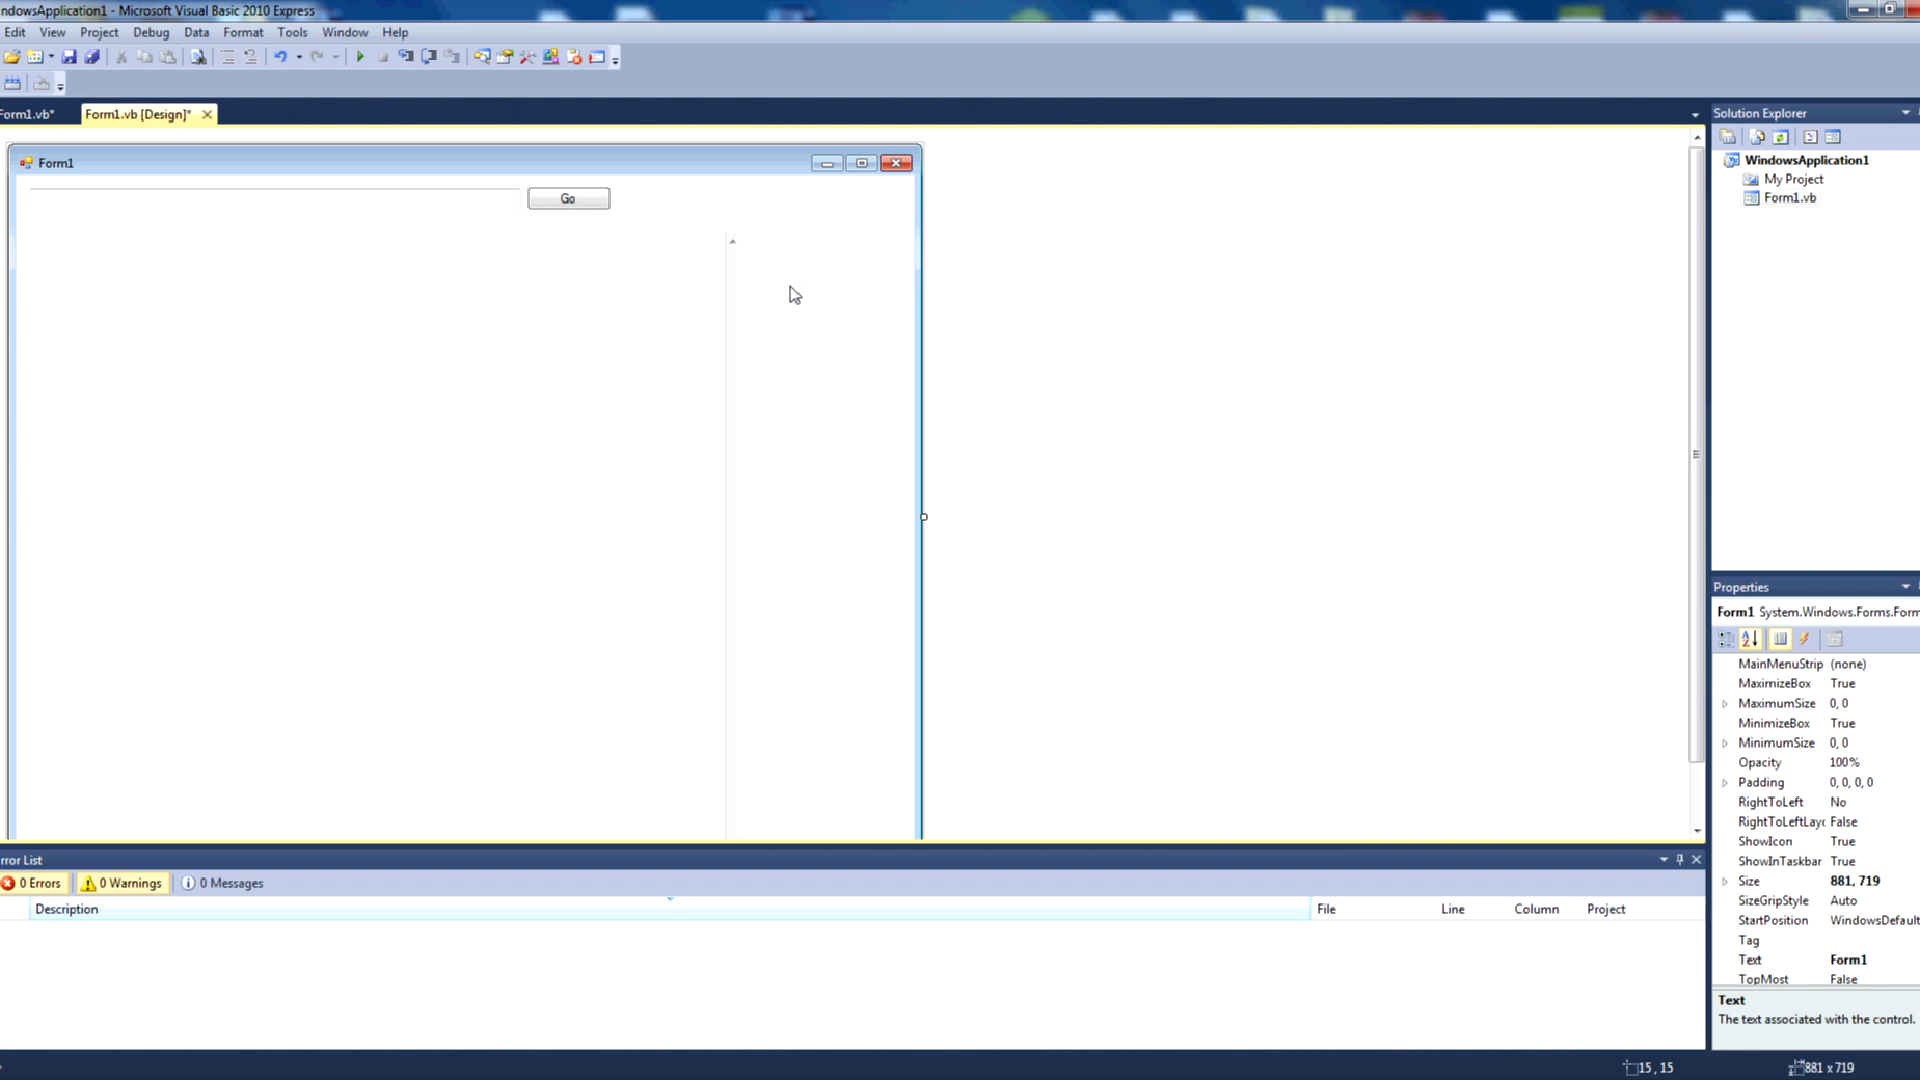 ndowsApplication1 - Microsoft Visual Basic 2010 Express
Edit View Project Debug Data Format Tools Window Help
Form1.vb* Form1.vb [Design]*
Solution Explorer
WindowsApplication1
My Project
Form1.vb
Form1
Go
Properties
Form1 System.Windows.Forms.Form
MainMenuStrip (none)
MaximizeBox True
MaximumSize 0, 0
MinimizeBox True
MinimumSize 0, 0
Opacity 100%
Padding 0, 0, 0, 0
RightToLeft No
RightToLeftLayo False
ShowIcon True
ShowInTaskbar True
Size 881, 719
SizeGripStyle Auto
StartPosition WindowsDefault
Tag
Text Form1
TopMost False
Text
The text associated with the control.
rror List
0 Errors 0 Warnings 0 Messages
Description File Line Column Project
15, 15 881 x 719